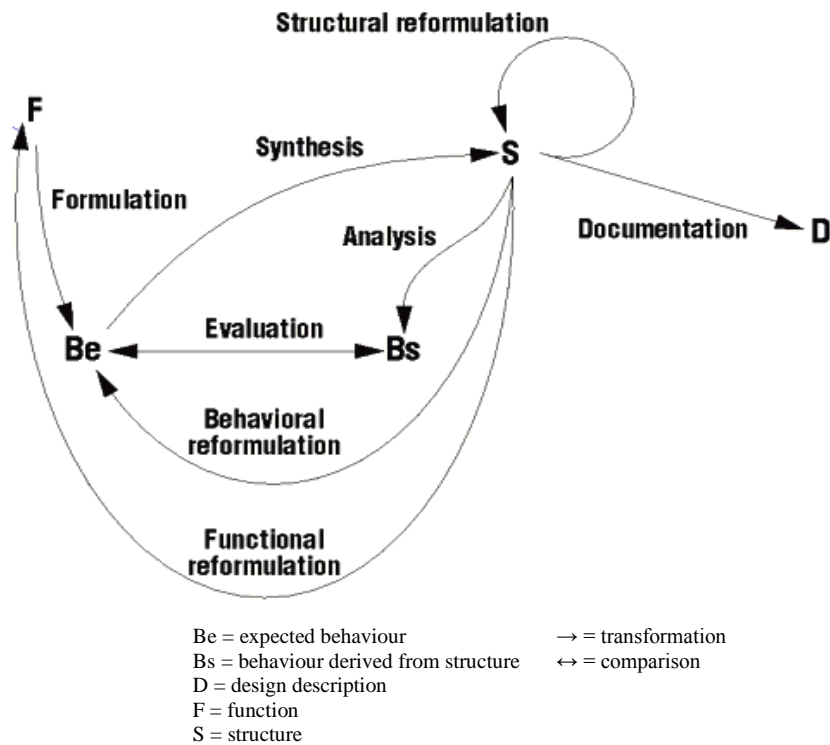 Structural reformulation
F
Synthesis
S
Formulation
Analysis
Documentation
D
Evaluation
Be
Bs
Behavioral
reformulation
Functional
reformulation
Be = expected behaviour → = transformation
Bs = behaviour derived from structure ↔ = comparison
D = design description
F = function
S = structure